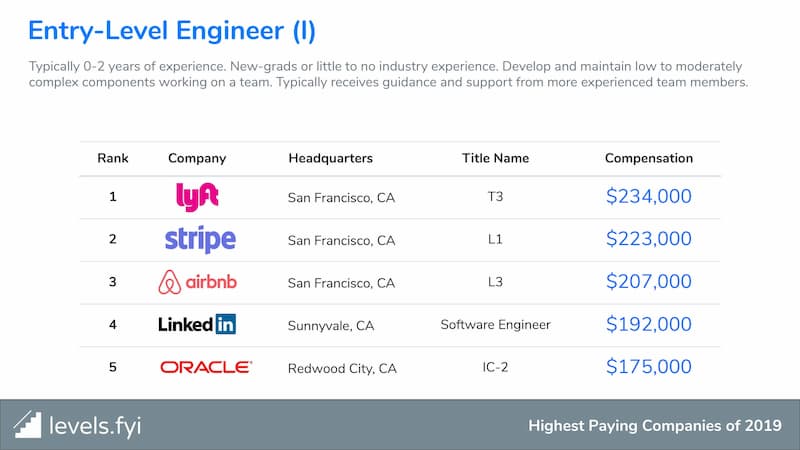 Entry-Level Engineer (I)
Typically 0-2 years of experience. New-grads or little to no industry experience. Develop and maintain low to moderately
complex components working on a team. Typically receives guidance and support from more experienced team members.
Rank Company Headquarters Title Name Compensation
1 lyft San Francisco, CA T3 $234,000
2 stripe San Francisco, CA L1 $223,000
3 airbnb San Francisco, CA L3 $207,000
4 Linked in Sunnyvale, CA Software Engineer $192,000
5 ORACLE Redwood City, CA IC-2 $175,000
levels.fyi Highest Paying Companies of 2019